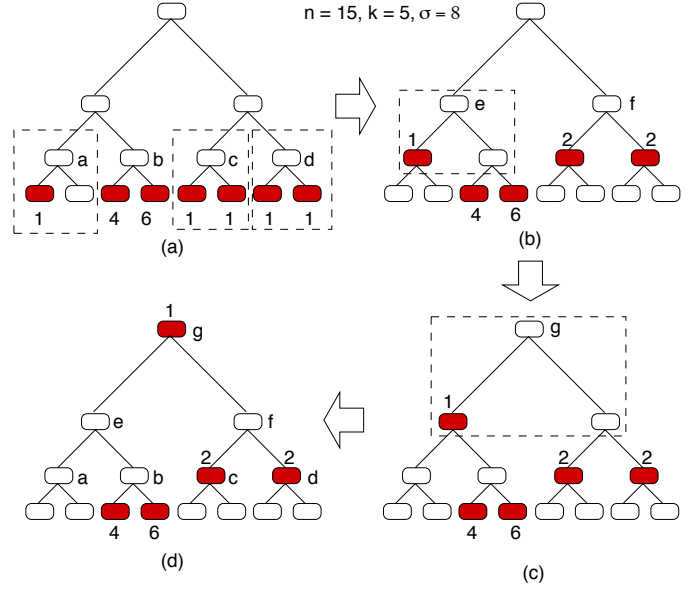 n = 15, k = 5, σ = 8
a b c d
1 4 6 1 1 1 1
(a)
e f
1 2 2
4 6
(b)
g
1
2 2
4 6
(c)
1
g
e f
2 2
a b c d
4 6
(d)